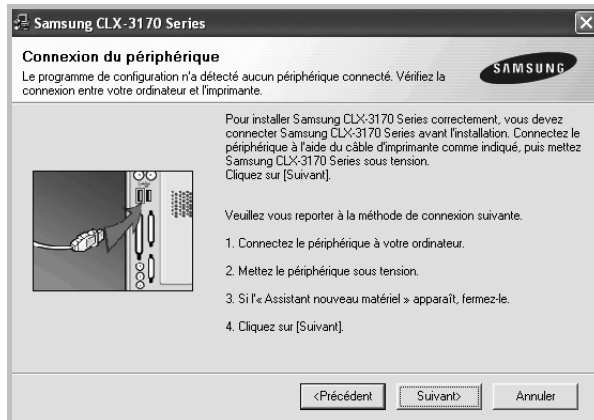 Samsung CLX-3170 Series
Connexion du périphérique
Le programme de configuration n'a détecté aucun périphérique connecté. Vérifiez la
connexion entre votre ordinateur et l'imprimante.
SAMSUNG
Pour installer Samsung CLX-3170 Series correctement, vous devez
connecter Samsung CLX-3170 Series avant l'installation. Connectez le
périphérique à l'aide du câble d'imprimante comme indiqué, puis mettez
Samsung CLX-3170 Series sous tension.
Cliquez sur [Suivant].
Veuillez vous reporter à la méthode de connexion suivante.
1. Connectez le périphérique à votre ordinateur.
2. Mettez le périphérique sous tension.
3. Si l'« Assistant nouveau matériel » apparaît, fermez-le.
4. Cliquez sur [Suivant].
<Précédent
Suivant>
Annuler